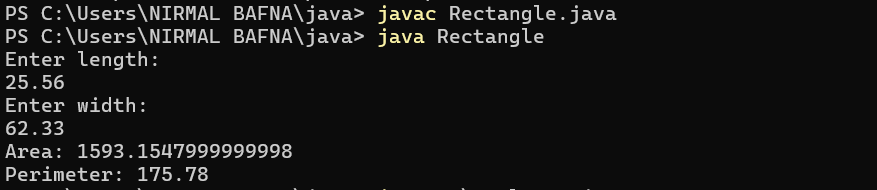 PS C:\Users\NIRMAL BAFNA\java> javac Rectangle.java
PS C:\Users\NIRMAL BAFNA\java> java Rectangle
Enter length:
25.56
Enter width:
62.33
Area: 1593.1547999999998
Perimeter: 175.78